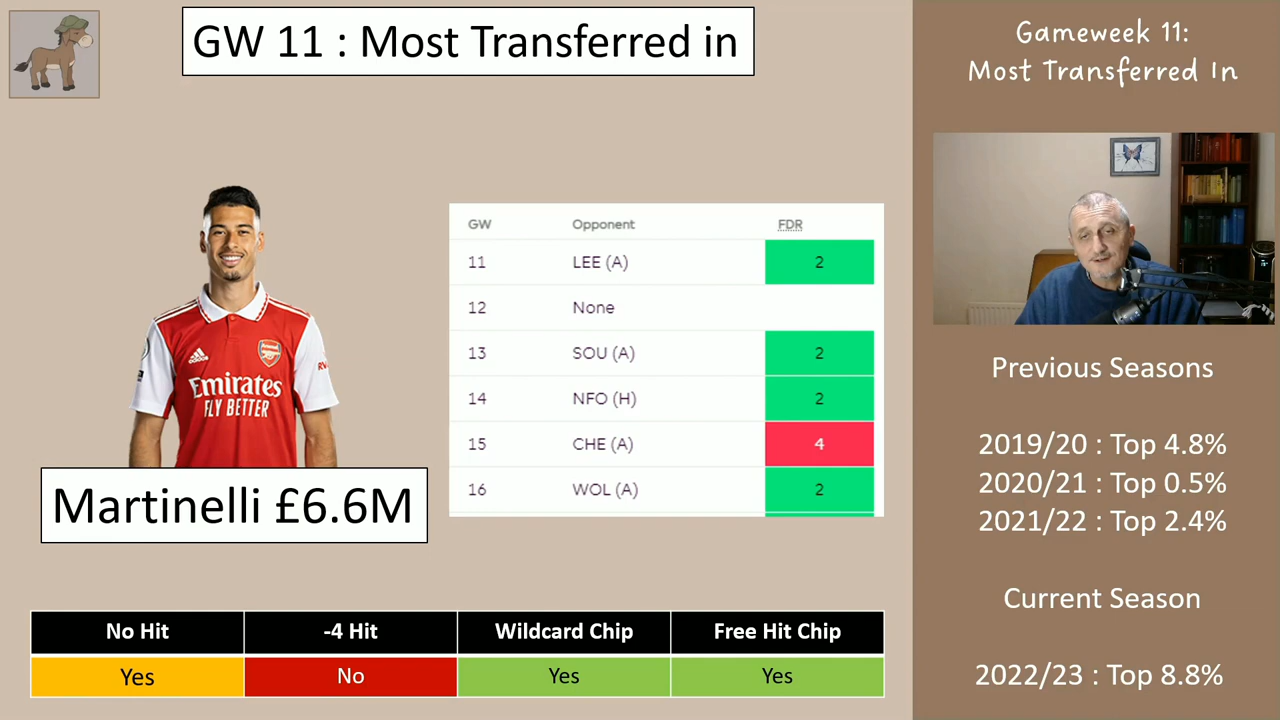 GW 11 : Most Transferred in
Gameweek 11:
Most Transferred In
GW Opponent FDR
11 LEE (A) 2
12 None
13 SOU (A) 2
14 NFO (H) 2
15 CHE (A) 4
16 WOL (A) 2
Emirates
FLY BETTER
Arsenal
Martinelli £6.6M
No Hit -4 Hit Wildcard Chip Free Hit Chip
Yes No Yes Yes
Previous Seasons
2019/20 : Top 4.8%
2020/21 : Top 0.5%
2021/22 : Top 2.4%
Current Season
2022/23 : Top 8.8%